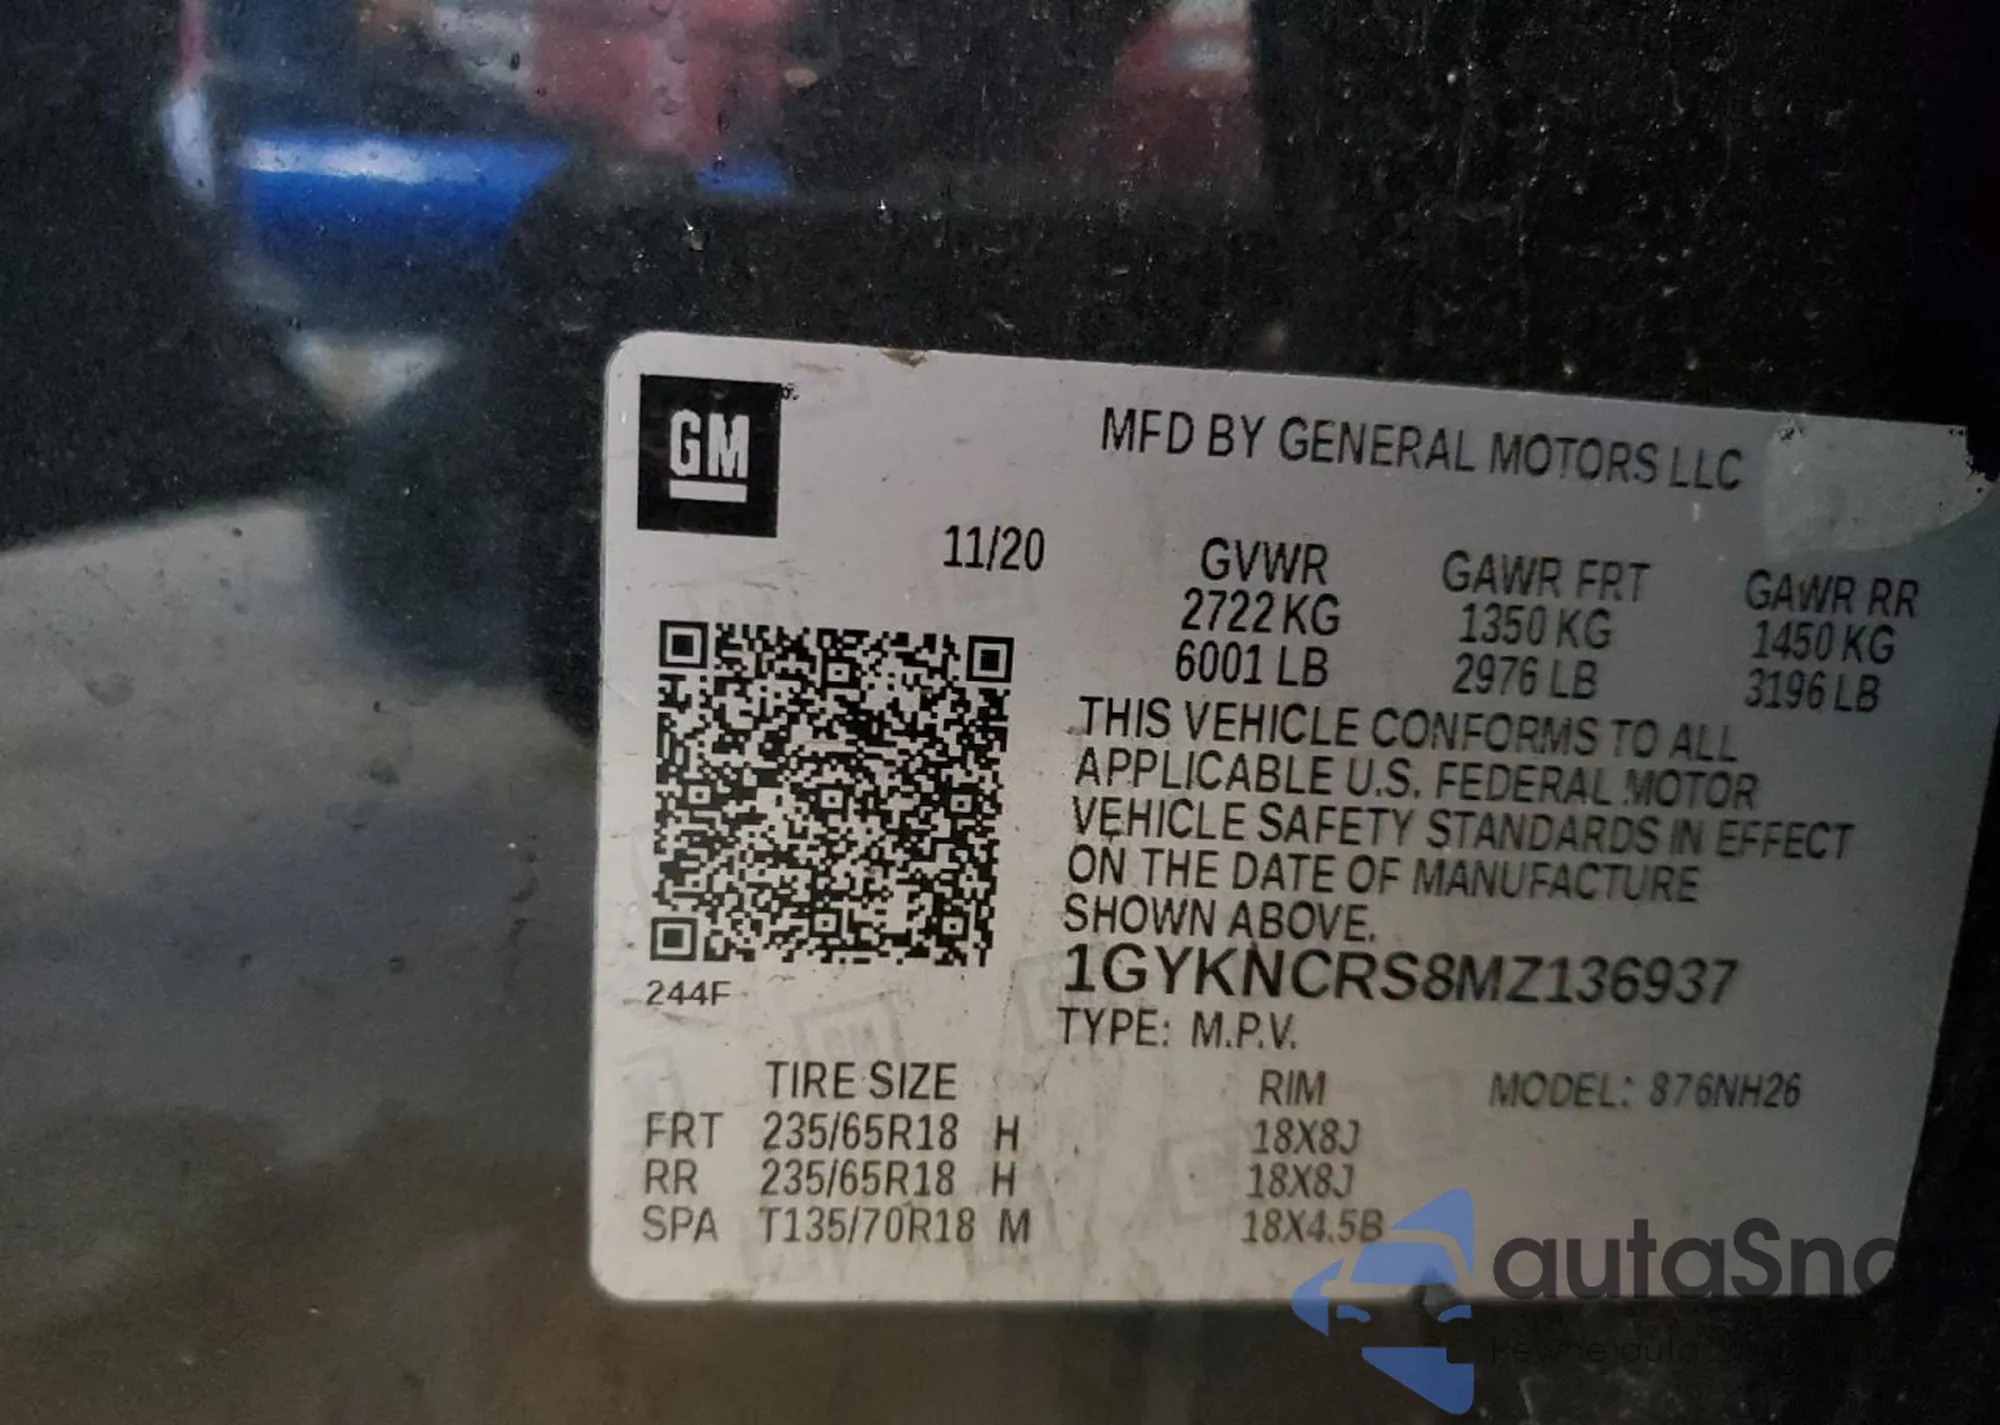 GM
MFD BY GENERAL MOTORS LLC
11/20
GVWR GAWR FRT GAWR RR
2722 KG 1350 KG 1450 KG
6001 LB 2976 LB 3196 LB
THIS VEHICLE CONFORMS TO ALL
APPLICABLE U.S. FEDERAL MOTOR
VEHICLE SAFETY STANDARDS IN EFFECT
ON THE DATE OF MANUFACTURE
SHOWN ABOVE.
1GYKNCRS8MZ136937
244F
TYPE: M.P.V.
TIRE SIZE RIM MODEL: 876NH26
FRT 235/65R18 H 18X8J
RR 235/65R18 H 18X8J
SPA T135/70R18 M 18X4.5B
autaSna